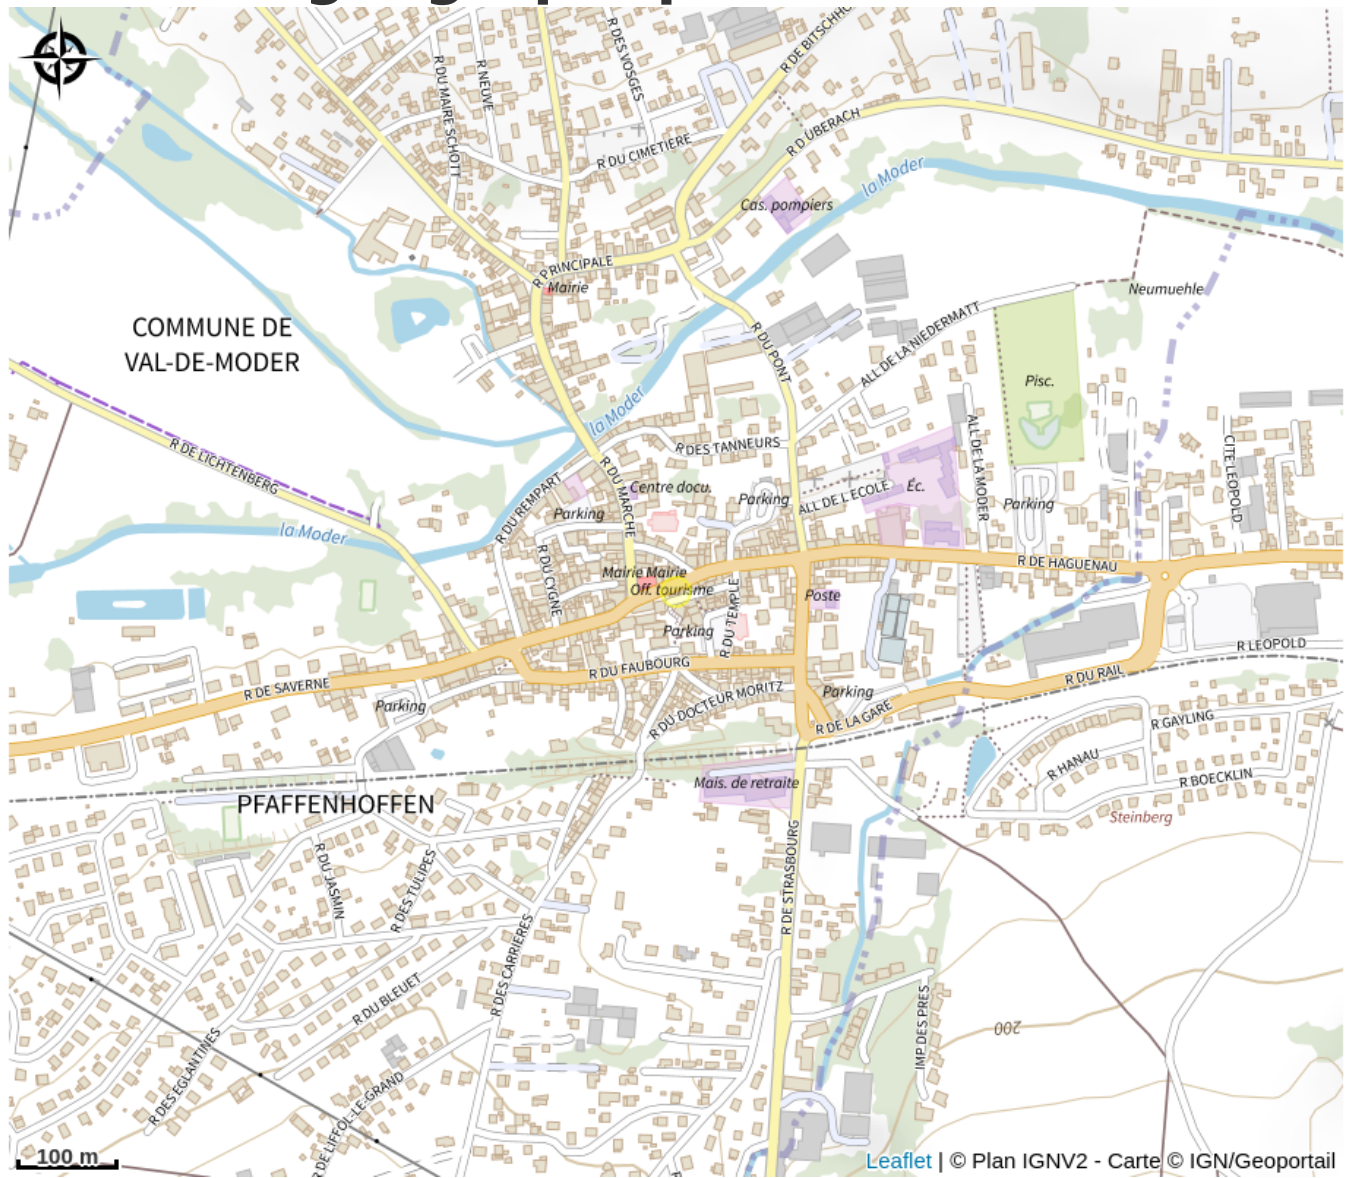 R DES VOSGES
R DE BITSCHHO
R NEUVE
R DU MAIRE SCHOTT
R DU CIMETIERE
R D'UBERACH
la Moder
Cas. pompiers
R PRINCIPALE
Mairie
Neumuehle
COMMUNE DE
VAL-DE-MODER
R DU PONT
ALL DE LA NIEDERMATT
Pisc.
la Moder
R DE LICHTENBERG
R DES TANNEURS
ALL DE LA MODER
CITE LEOPOLD
R DU MARCHE
Centre docu.
Parking
ALL DE L'ECOLE
Éc.
Parking
R DU REMPART
Parking
la Moder
R DU CYGNE
R DE HAGUENAU
Mairie Mairie
Off. tourisme
Poste
R DU TEMPLE
Parking
R LEOPOLD
R DU FAUBOURG
R DE SAVERNE
R DU RAIL
Parking
R DU DOCTEUR MORITZ
Parking
R DE LA GARE
R GAYLING
R HANAU
R BOECKLIN
Mais. de retraite
PFAFFENHOFFEN
Steinberg
R DU JASMIN
R DES TULIPES
R DE STRASBOURG
R DES CARRIERES
R DU BLEUET
200
IMP DES PRES
R DES EGLANTINES
R DE LIFFOL-LE-GRAND
100 m
Leaflet | © Plan IGNV2 - Carte © IGN/Geoportail